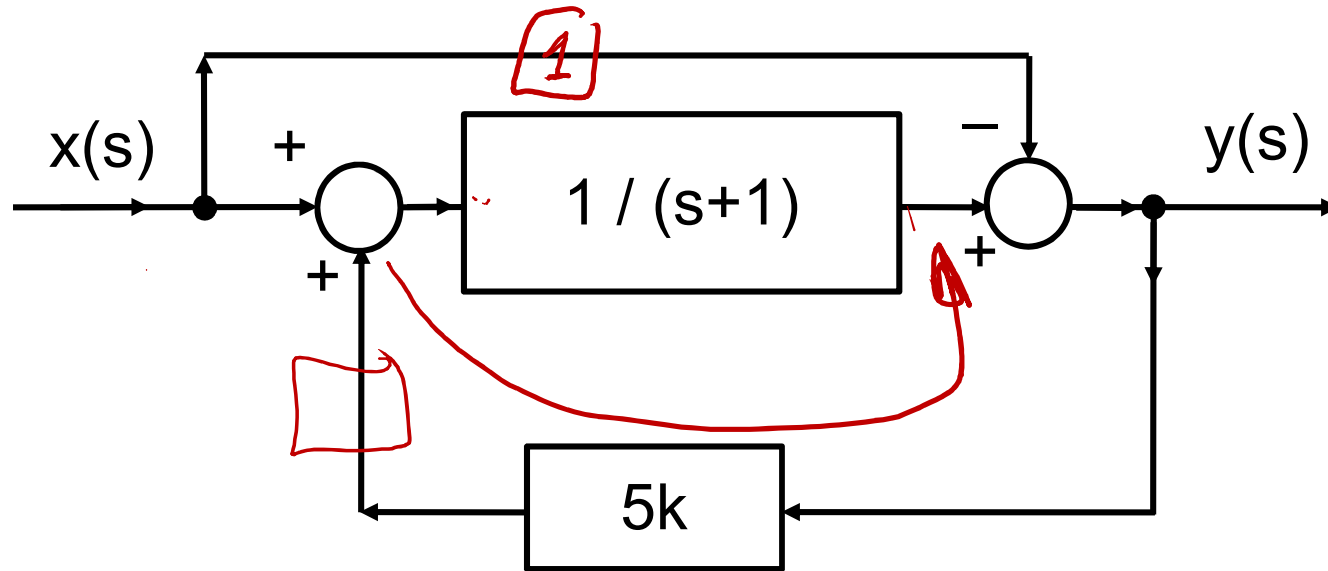 1
x(s)
+
1 / (s+1)
−
y(s)
+
+
5k